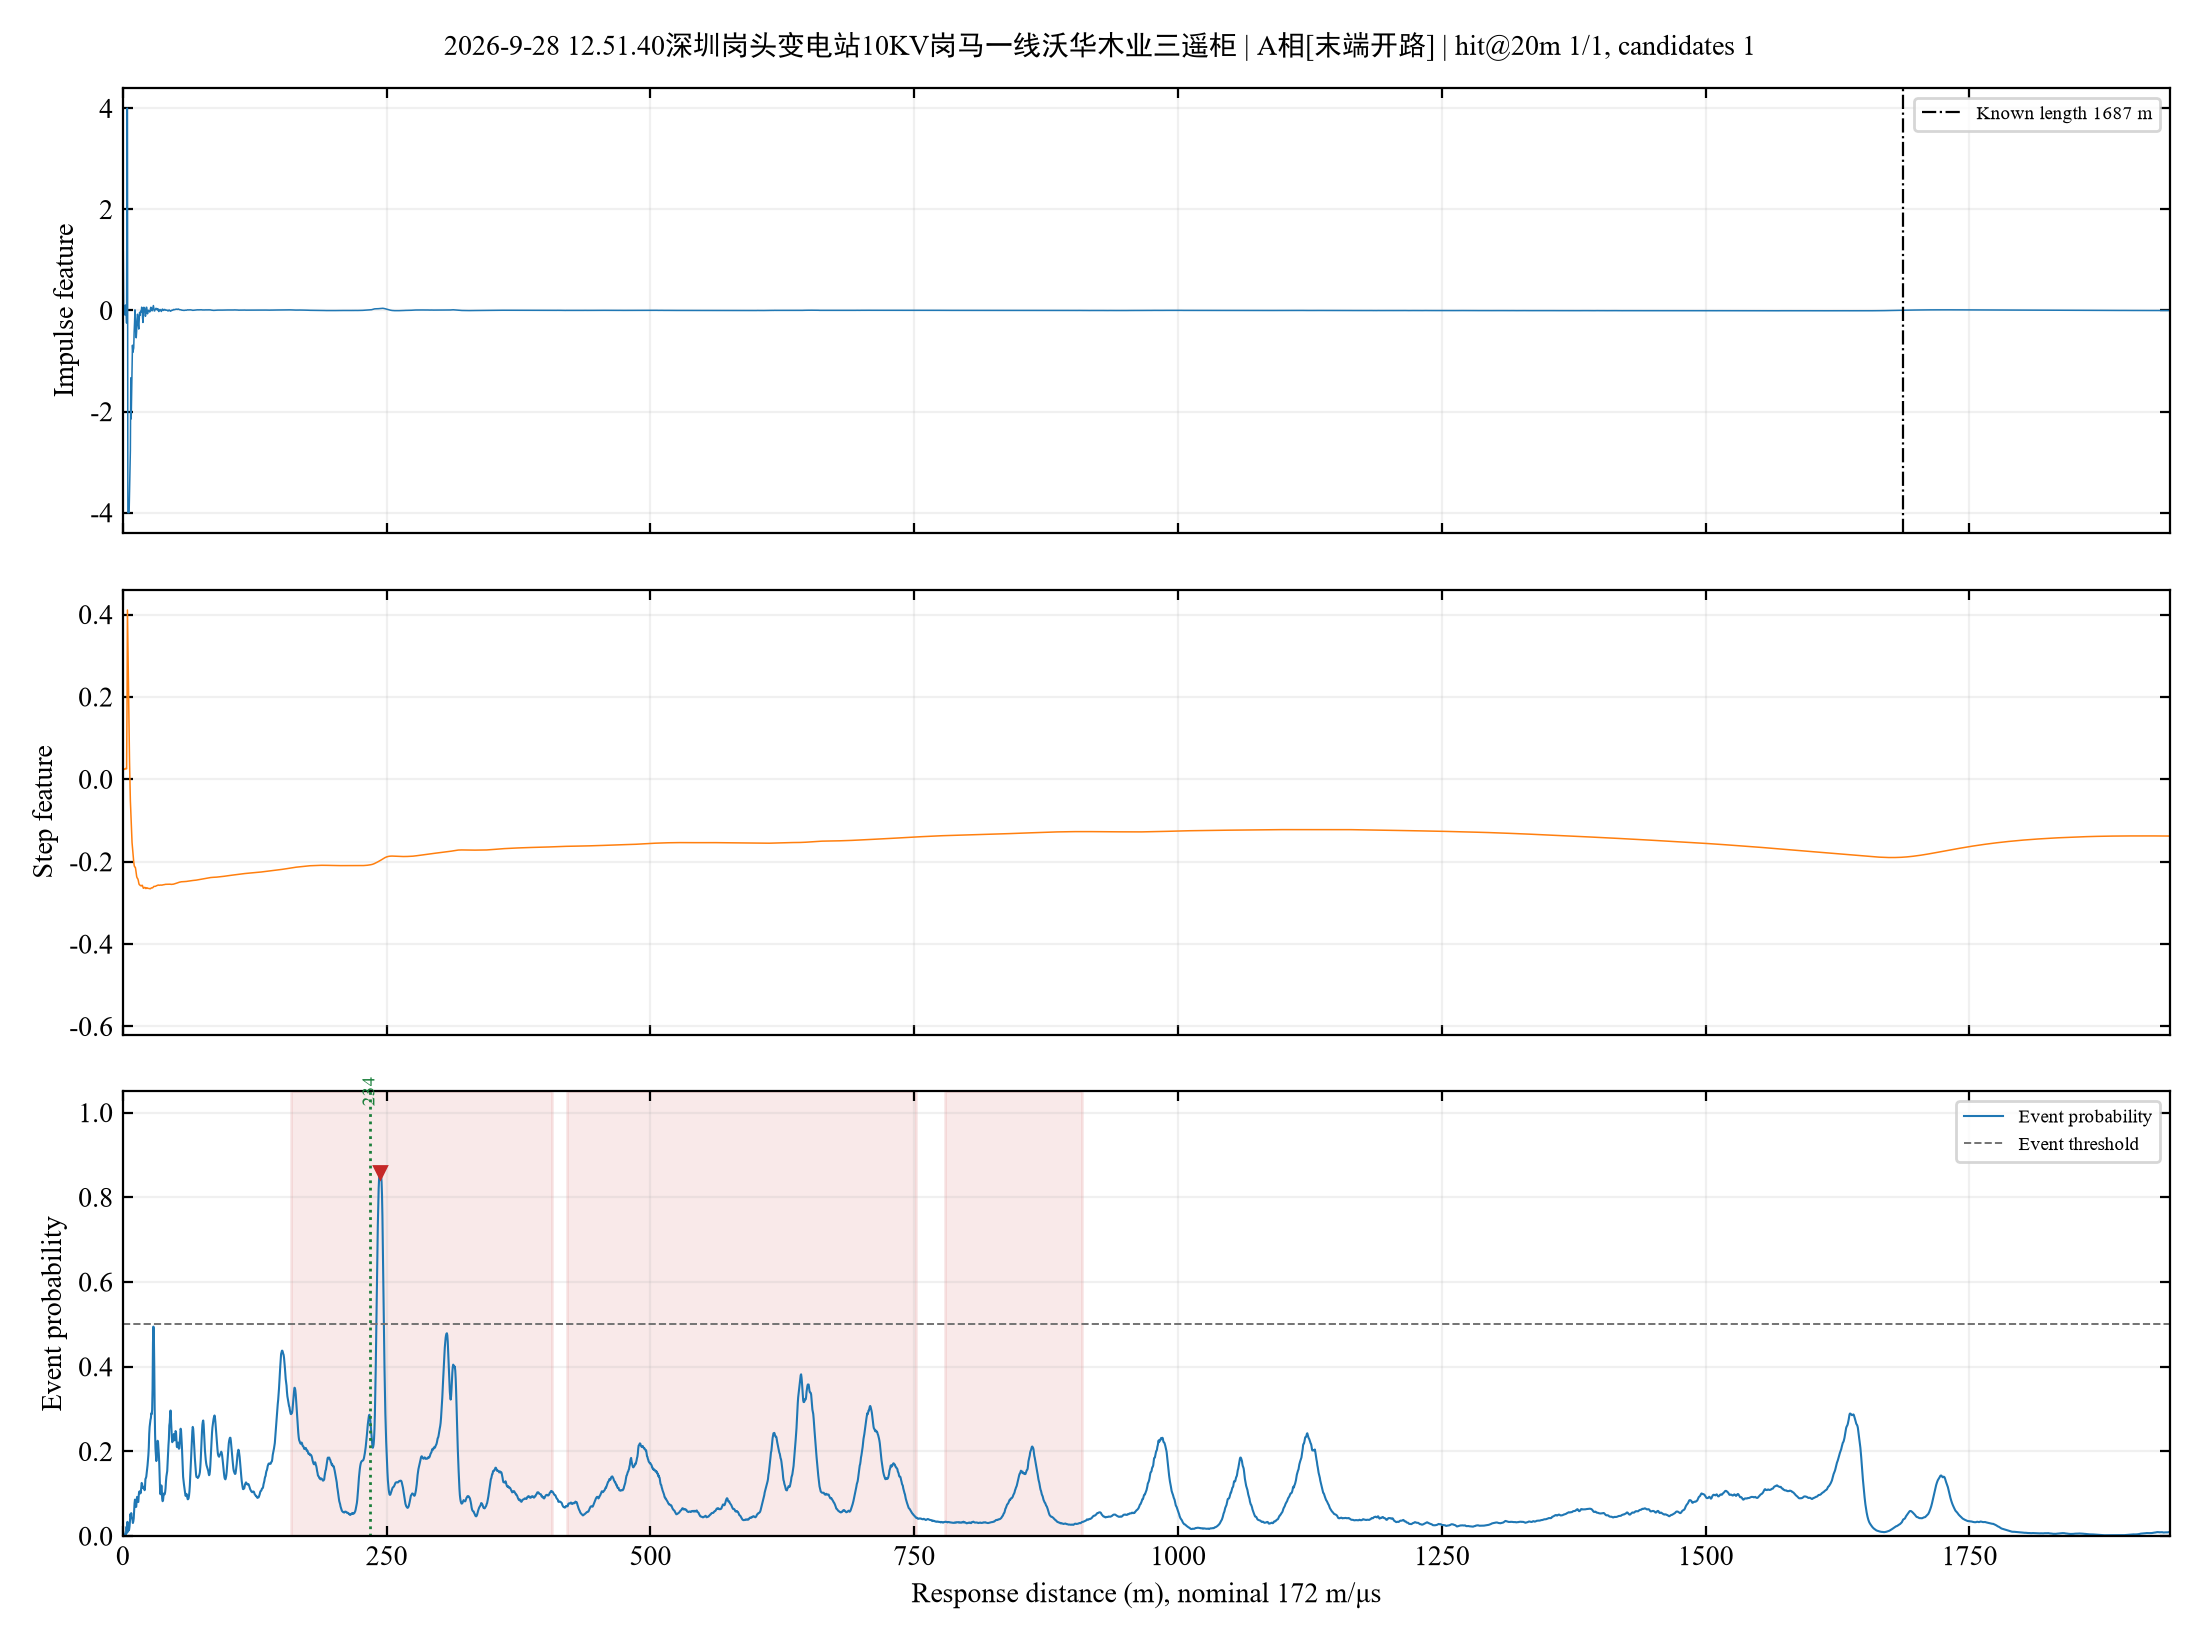 2026-9-28 12.51.40深圳岗头变电站10KV岗马一线沃华木业三遥柜 | A相[末端开路] | hit@20m 1/1, candidates 1
Impulse feature
4
2
0
-2
-4
Known length 1687 m
Step feature
0.4
0.2
0.0
-0.2
-0.4
-0.6
Event probability
1.0
0.8
0.6
0.4
0.2
0.0
234
Event probability
Event threshold
0 250 500 750 1000 1250 1500 1750
Response distance (m), nominal 172 m/μs